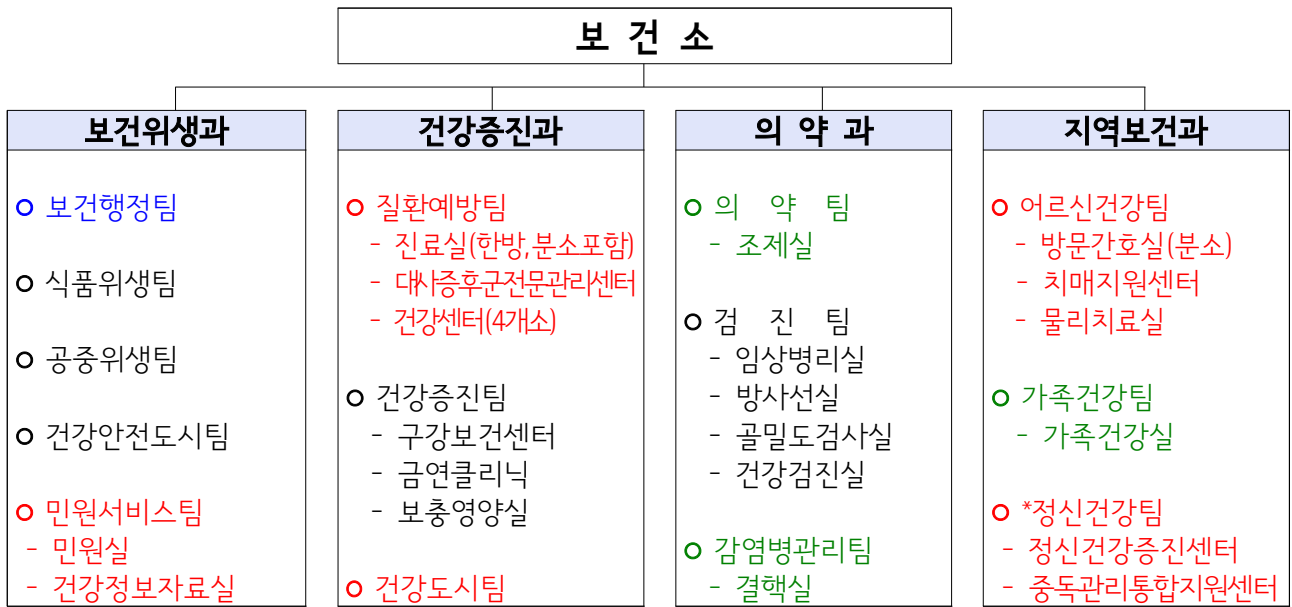 보 건 소
보건위생과
○ 보건행정팀
○ 식품위생팀
○ 공중위생팀
○ 건강안전도시팀
○ 민원서비스팀
- 민원실
- 건강정보자료실
건강증진과
○ 질환예방팀
- 진료실(한방,분소포함)
- 대사증후군전문관리센터
- 건강센터(4개소)
○ 건강증진팀
- 구강보건센터
- 금연클리닉
- 보충영양실
○ 건강도시팀
의 약 과
○ 의 약 팀
- 조제실
○ 검 진 팀
- 임상병리실
- 방사선실
- 골밀도검사실
- 건강검진실
○ 감염병관리팀
- 결핵실
지역보건과
○ 어르신건강팀
- 방문간호실(분소)
- 치매지원센터
- 물리치료실
○ 가족건강팀
- 가족건강실
○ *정신건강팀
- 정신건강증진센터
- 중독관리통합지원센터